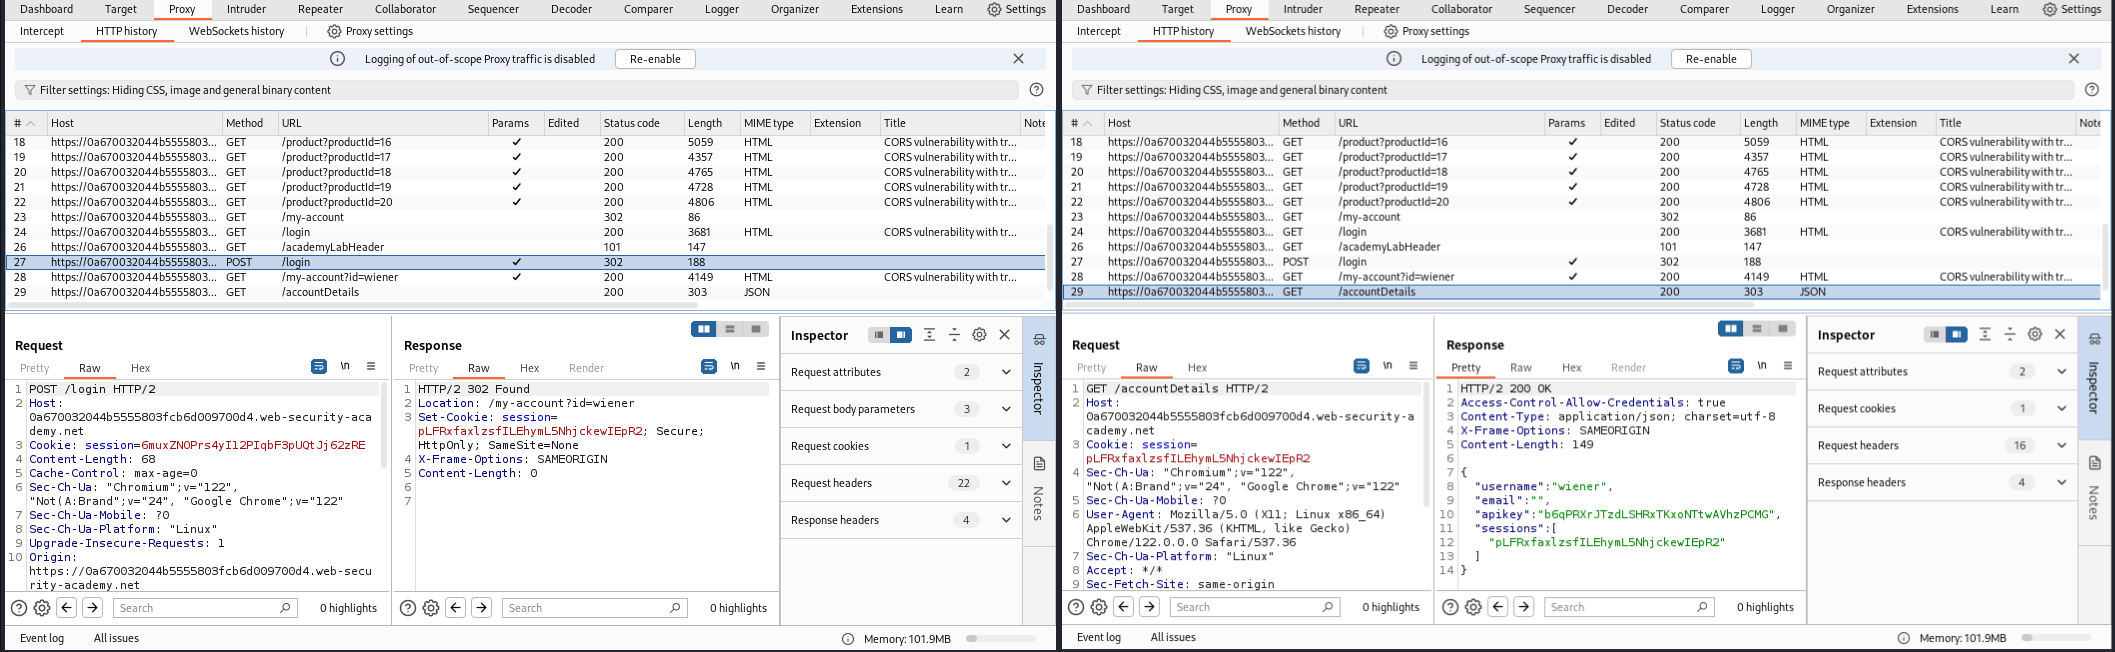 Dashboard Target Proxy Intruder Repeater Collaborator Sequencer Decoder Comparer Logger Organizer Extensions Learn Settings
Intercept HTTP history WebSockets history Proxy settings
Logging of out-of-scope Proxy traffic is disabled Re-enable
Filter settings: Hiding CSS, image and general binary content
# Host Method URL Params Edited Status code Length MIME type Extension Title Note
18 https://0a670032044b5555803... GET /product?productId=16 ✓ 200 5059 HTML CORS vulnerability with tr...
19 https://0a670032044b5555803... GET /product?productId=17 ✓ 200 4357 HTML CORS vulnerability with tr...
20 https://0a670032044b5555803... GET /product?productId=18 ✓ 200 4765 HTML CORS vulnerability with tr...
21 https://0a670032044b5555803... GET /product?productId=19 ✓ 200 4728 HTML CORS vulnerability with tr...
22 https://0a670032044b5555803... GET /product?productId=20 ✓ 200 4806 HTML CORS vulnerability with tr...
23 https://0a670032044b5555803... GET /my-account 302 86
24 https://0a670032044b5555803... GET /login 200 3681 HTML CORS vulnerability with tr...
26 https://0a670032044b5555803... GET /academyLabHeader 101 147
27 https://0a670032044b5555803... POST /login ✓ 302 188
28 https://0a670032044b5555803... GET /my-account?id=wiener ✓ 200 4149 HTML CORS vulnerability with tr...
29 https://0a670032044b5555803... GET /accountDetails 200 303 JSON
Request
Pretty Raw Hex \n
1 POST /login HTTP/2
2 Host:
0a670032044b5555803fcb6d009700d4.web-security-aca
demy.net
3 Cookie: session=6muxZNOPrs4yIl2PIqbF3pUQtJj62zRE
4 Content-Length: 68
5 Cache-Control: max-age=0
6 Sec-Ch-Ua: "Chromium";v="122",
"Not(A:Brand";v="24", "Google Chrome";v="122"
7 Sec-Ch-Ua-Mobile: ?0
8 Sec-Ch-Ua-Platform: "Linux"
9 Upgrade-Insecure-Requests: 1
10 Origin:
https://0a670032044b5555803fcb6d009700d4.web-secu
rity-academy.net
Search 0 highlights
Response
Pretty Raw Hex Render \n
1 HTTP/2 302 Found
2 Location: /my-account?id=wiener
3 Set-Cookie: session=
pLFRxfaxlzsfILEhymL5NhjckewIEpR2; Secure;
HttpOnly; SameSite=None
4 X-Frame-Options: SAMEORIGIN
5 Content-Length: 0
6
7
Search 0 highlights
Inspector
Request attributes 2
Request body parameters 3
Request cookies 1
Request headers 22
Response headers 4
Inspector
Notes
Event log All issues Memory: 101.9MB
Dashboard Target Proxy Intruder Repeater Collaborator Sequencer Decoder Comparer Logger Organizer Extensions Learn Settings
Intercept HTTP history WebSockets history Proxy settings
Logging of out-of-scope Proxy traffic is disabled Re-enable
Filter settings: Hiding CSS, image and general binary content
# Host Method URL Params Edited Status code Length MIME type Extension Title Note
18 https://0a670032044b5555803... GET /product?productId=16 ✓ 200 5059 HTML CORS vulnerability with tr...
19 https://0a670032044b5555803... GET /product?productId=17 ✓ 200 4357 HTML CORS vulnerability with tr...
20 https://0a670032044b5555803... GET /product?productId=18 ✓ 200 4765 HTML CORS vulnerability with tr...
21 https://0a670032044b5555803... GET /product?productId=19 ✓ 200 4728 HTML CORS vulnerability with tr...
22 https://0a670032044b5555803... GET /product?productId=20 ✓ 200 4806 HTML CORS vulnerability with tr...
23 https://0a670032044b5555803... GET /my-account 302 86
24 https://0a670032044b5555803... GET /login 200 3681 HTML CORS vulnerability with tr...
26 https://0a670032044b5555803... GET /academyLabHeader 101 147
27 https://0a670032044b5555803... POST /login ✓ 302 188
28 https://0a670032044b5555803... GET /my-account?id=wiener ✓ 200 4149 HTML CORS vulnerability with tr...
29 https://0a670032044b5555803... GET /accountDetails 200 303 JSON
Request
Pretty Raw Hex \n
1 GET /accountDetails HTTP/2
2 Host:
0a670032044b5555803fcb6d009700d4.web-security-a
cademy.net
3 Cookie: session=
pLFRxfaxlzsfILEhymL5NhjckewIEpR2
4 Sec-Ch-Ua: "Chromium";v="122",
"Not(A:Brand";v="24", "Google Chrome";v="122"
5 Sec-Ch-Ua-Mobile: ?0
6 User-Agent: Mozilla/5.0 (X11; Linux x86_64)
AppleWebKit/537.36 (KHTML, like Gecko)
Chrome/122.0.0.0 Safari/537.36
7 Sec-Ch-Ua-Platform: "Linux"
8 Accept: */*
9 Sec-Fetch-Site: same-origin
Search 0 highlights
Response
Pretty Raw Hex Render \n
1 HTTP/2 200 OK
2 Access-Control-Allow-Credentials: true
3 Content-Type: application/json; charset=utf-8
4 X-Frame-Options: SAMEORIGIN
5 Content-Length: 149
6
7 {
8 "username":"wiener",
9 "email":"",
10 "apikey":"b6qPRXrJTzdLSHRxTKxoNTtwAVhzPCMG",
11 "sessions":[
12 "pLFRxfaxlzsfILEhymL5NhjckewIEpR2"
13 ]
14 }
Search 0 highlights
Inspector
Request attributes 2
Request cookies 1
Request headers 16
Response headers 4
Inspector
Notes
Event log All issues Memory: 101.9MB